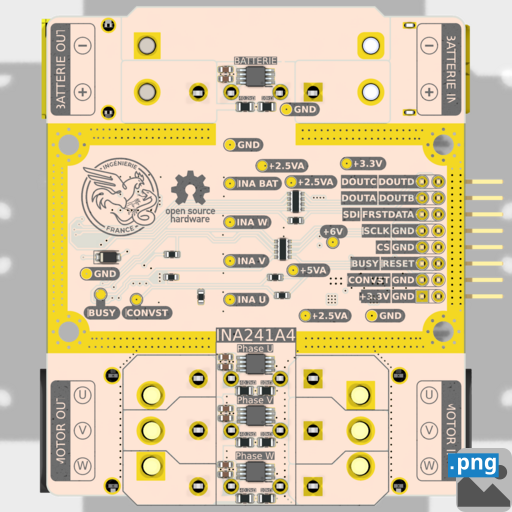 BATTERIE OUT
BATTERIE IN
BATTERIE
GND
GND
+2.5VA
+3.3V
INA BAT
+2.5VA
DOUTC DOUTD
DOUTA DOUTB
SDI FRSTDATA
SCLK GND
CS GND
BUSY RESET
CONVST GND
+3.3V GND
INGÉNIERIE
FRANCE
open source
hardware
INA W
+6V
INA V
+5VA
GND
INA U
BUSY
CONVST
+2.5VA
GND
INA241A4
Phase U
Phase V
Phase W
MOTOR OUT
U
V
W
U
V
W
.png